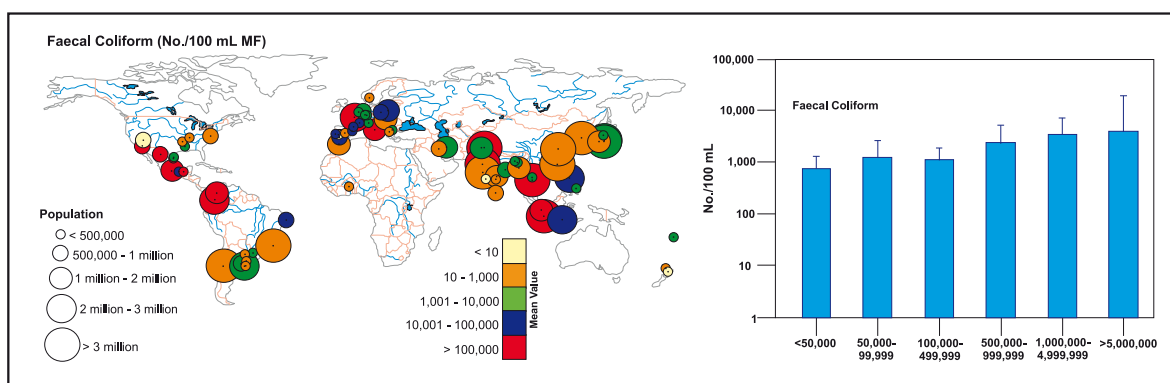 Faecal Coliform (No./100 mL MF)
Population
< 500,000
500,000 - 1 million
1 million - 2 million
2 million - 3 million
> 3 million
< 10
10 - 1,000
1,001 - 10,000
10,001 - 100,000
> 100,000
Mean Value
100,000
10,000
1,000
100
10
1
No./100 mL
Faecal Coliform
<50,000
50,000-
99,999
100,000-
499,999
500,000-
999,999
1,000,000-
4,999,999
>5,000,000